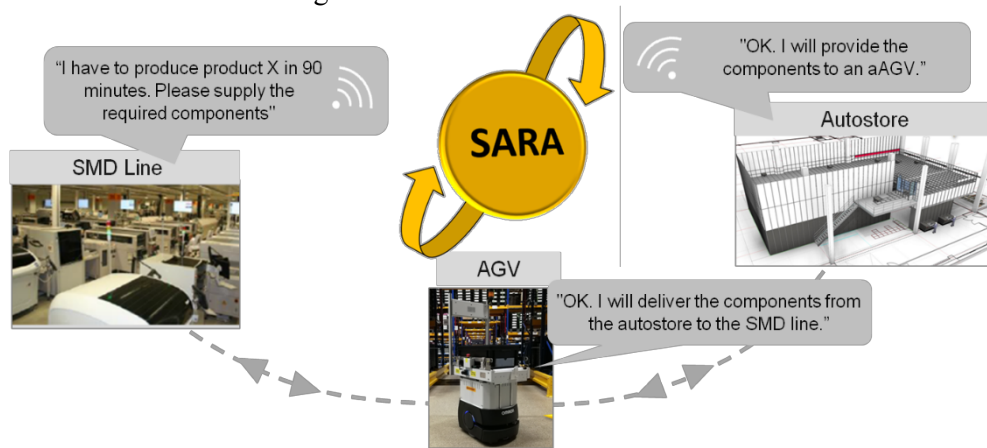 “I have to produce product X in 90
minutes. Please supply the
required components”
SMD Line
SARA
"OK. I will provide the
components to an aAGV.”
Autostore
AGV
"OK. I will deliver the components from
the autostore to the SMD line.”